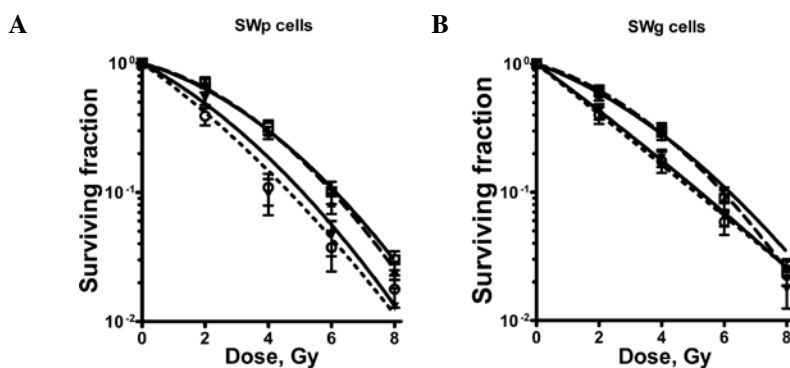 A
SWp cells
Surviving fraction
10⁰
10⁻¹
10⁻²
0 2 4 6 8
Dose, Gy
B
SWg cells
Surviving fraction
10⁰
10⁻¹
10⁻²
0 2 4 6 8
Dose, Gy